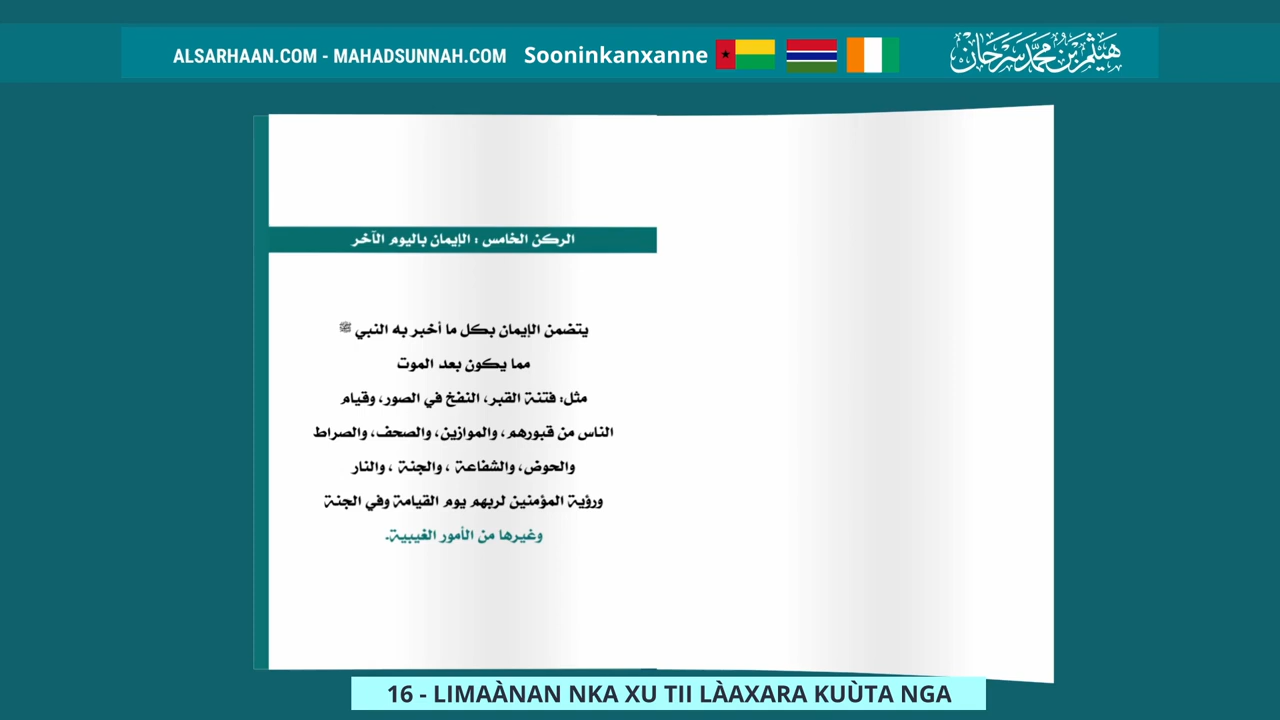 ALSARHAAN.COM - MAHADSUNNAH.COM Sooninkanxanne
هيثم بن محمد سرحان
الركن الخامس : الإيمان باليوم الآخر
يتضمن الإيمان بكل ما أخبر به النبي ﷺ
مما يكون بعد الموت
مثل: فتنة القبر، النفخ في الصور، وقيام
الناس من قبورهم، والموازين، والصحف، والصراط
والحوض، والشفاعة ، والجنة ، والنار
ورؤية المؤمنين لربهم يوم القيامة وفي الجنة
وغيرها من الأمور الغيبية.
16 - LIMAÀNAN NKA XU TII LÀAXARA KUÙTA NGA